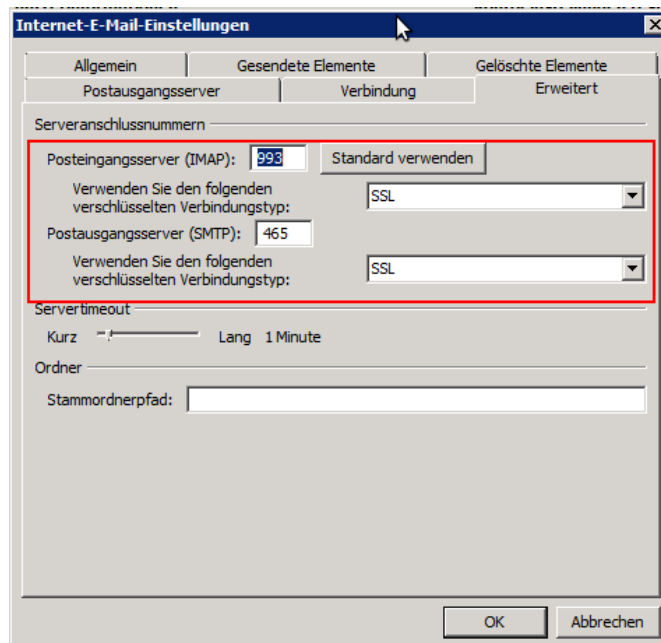 Internet-E-Mail-Einstellungen
Allgemein
Gesendete Elemente
Gelöschte Elemente
Postausgangsserver
Verbindung
Erweitert
Serveranschlussnummern
Posteingangsserver (IMAP): 993 Standard verwenden
Verwenden Sie den folgenden
verschlüsselten Verbindungstyp: SSL
Postausgangsserver (SMTP): 465
Verwenden Sie den folgenden
verschlüsselten Verbindungstyp: SSL
Servertimeout
Kurz Lang 1 Minute
Ordner
Stammordnerpfad:
OK Abbrechen